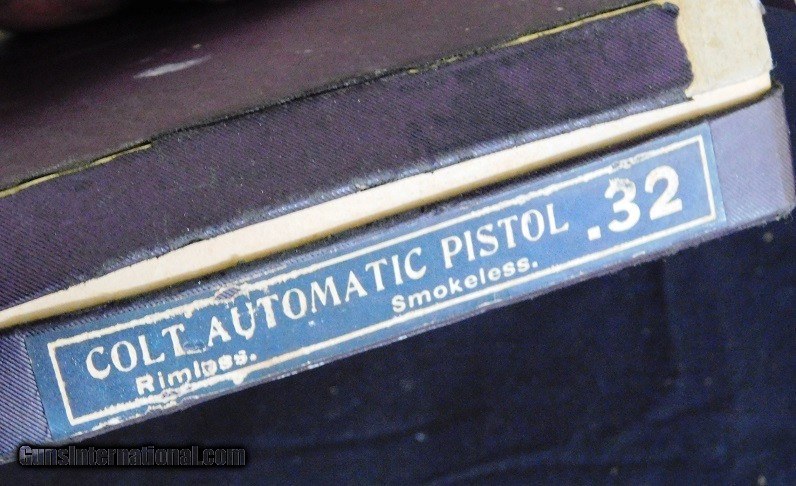 COLT AUTOMATIC PISTOL .32
Rimless. Smokeless.
GunsInternational.com